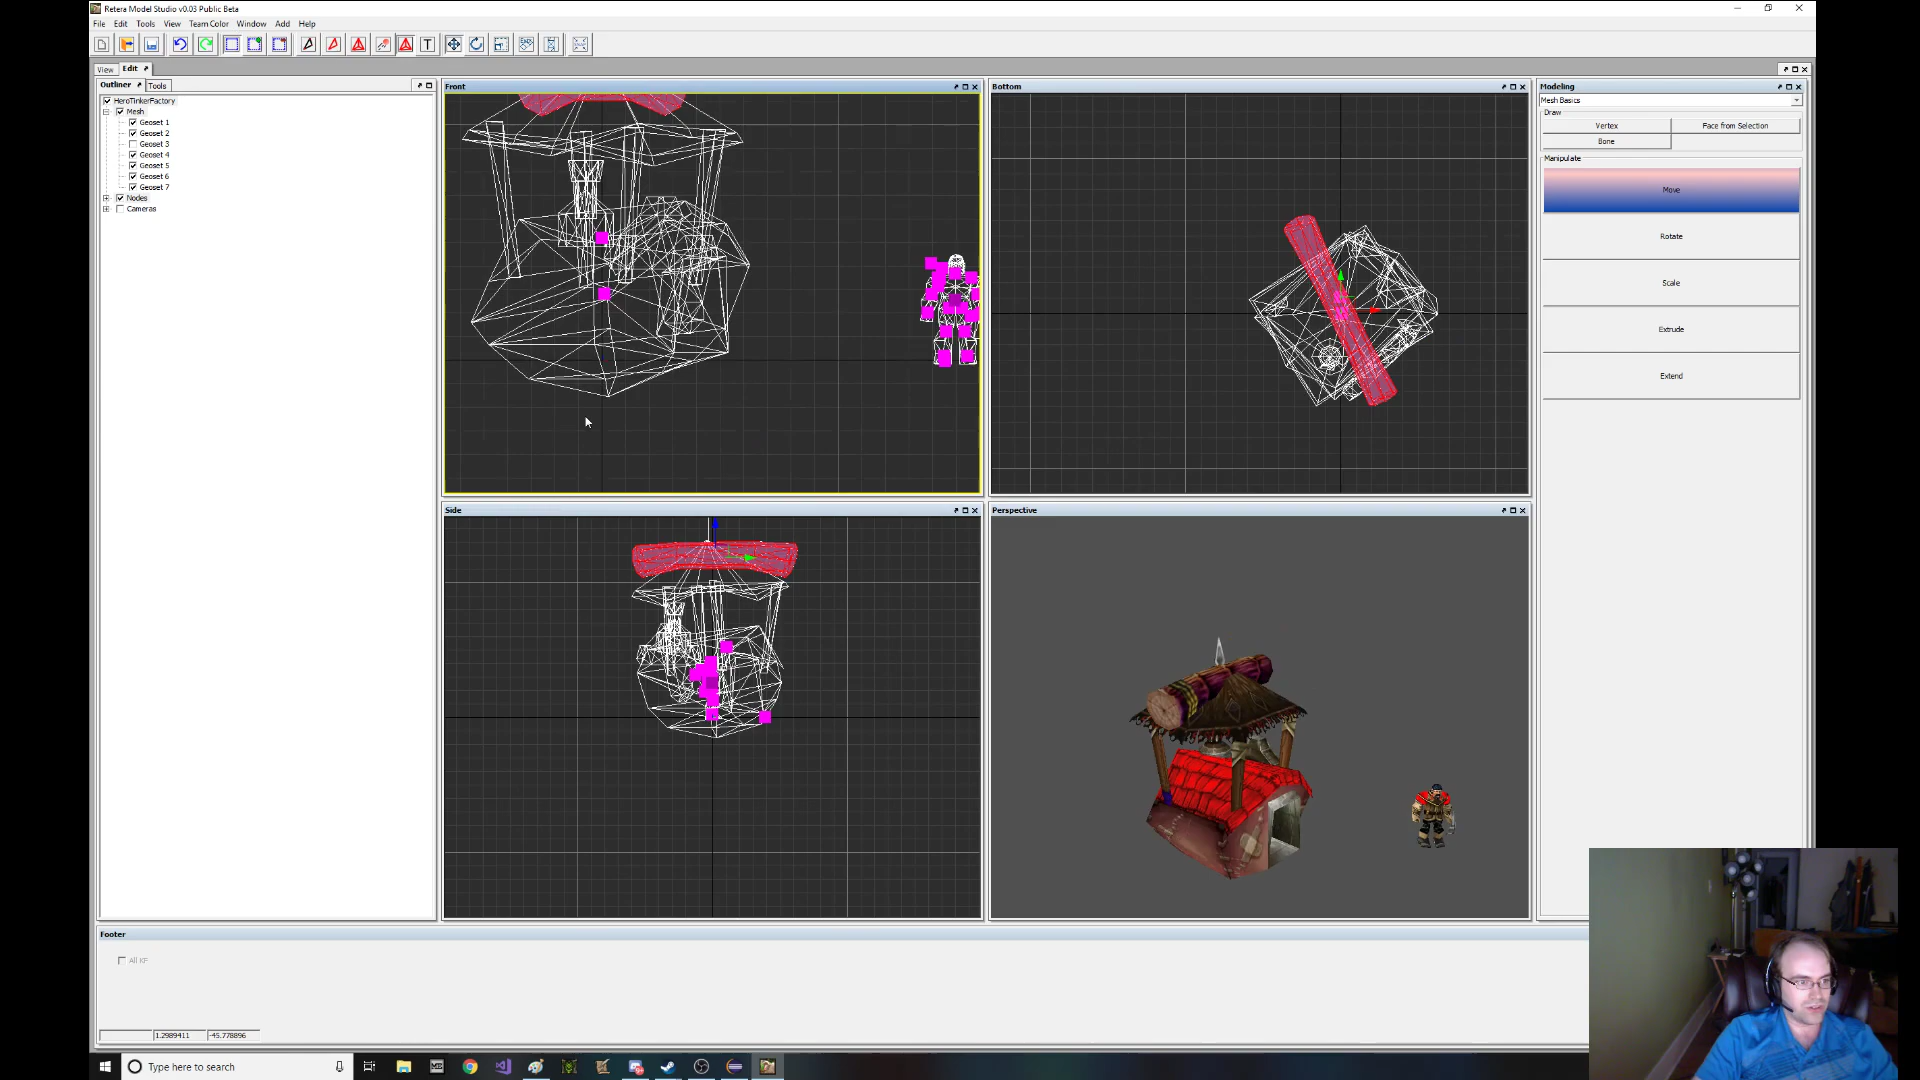 Retera Model Studio v0.03 Public Beta
File Edit Tools View Team Color Window Add Help
T
View Edit
Outliner Tools
HeroTinkerFactory
Mesh
Geoset 1
Geoset 2
Geoset 3
Geoset 4
Geoset 5
Geoset 6
Geoset 7
Nodes
Cameras
Front
Bottom
Side
Perspective
Modeling
Mesh Basics
Draw
Vertex Face from Selection
Bone
Manipulate
Move
Rotate
Scale
Extrude
Extend
Footer
All KF
1.2989411 -45.778896
Type here to search